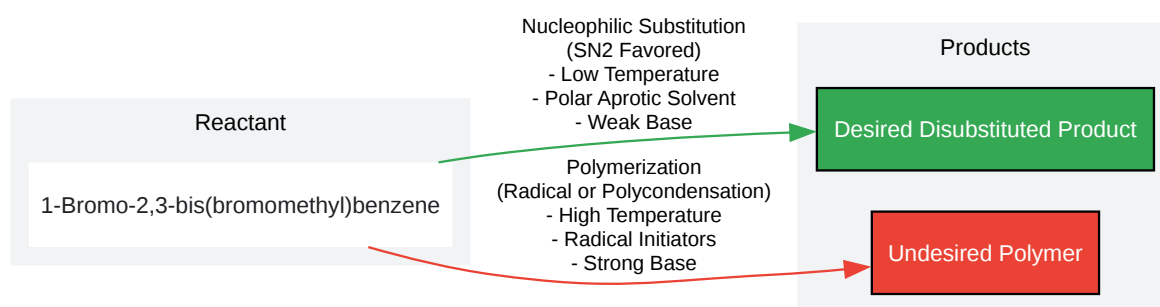 Reactant
1-Bromo-2,3-bis(bromomethyl)benzene
Nucleophilic Substitution
(SN2 Favored)
- Low Temperature
- Polar Aprotic Solvent
- Weak Base
Polymerization
(Radical or Polycondensation)
- High Temperature
- Radical Initiators
- Strong Base
Products
Desired Disubstituted Product
Undesired Polymer